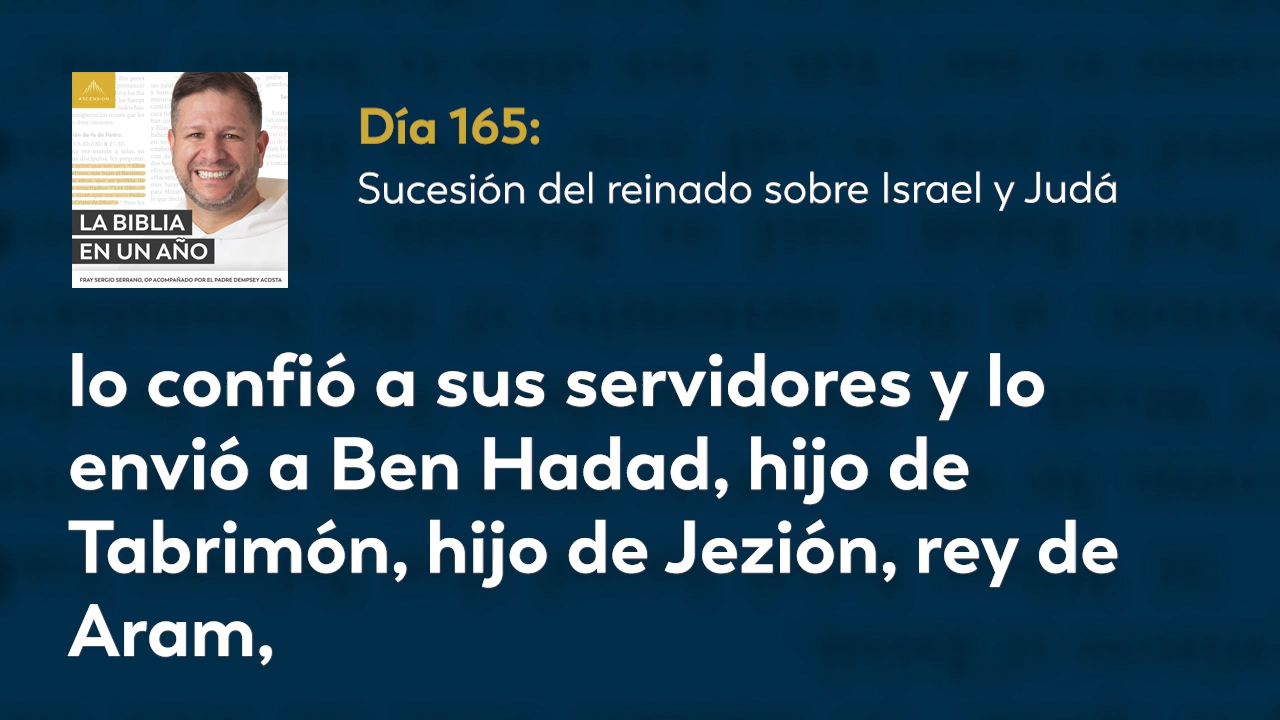 ASCENSION
LA BIBLIA
EN UN AÑO
FRAY SERGIO SERRANO, OP ACOMPAÑADO POR EL PADRE DEMPSEY ACOSTA
Día 165:
Sucesión del reinado sobre Israel y Judá
lo confió a sus servidores y lo
envió a Ben Hadad, hijo de
Tabrimón, hijo de Jezión, rey de
Aram,